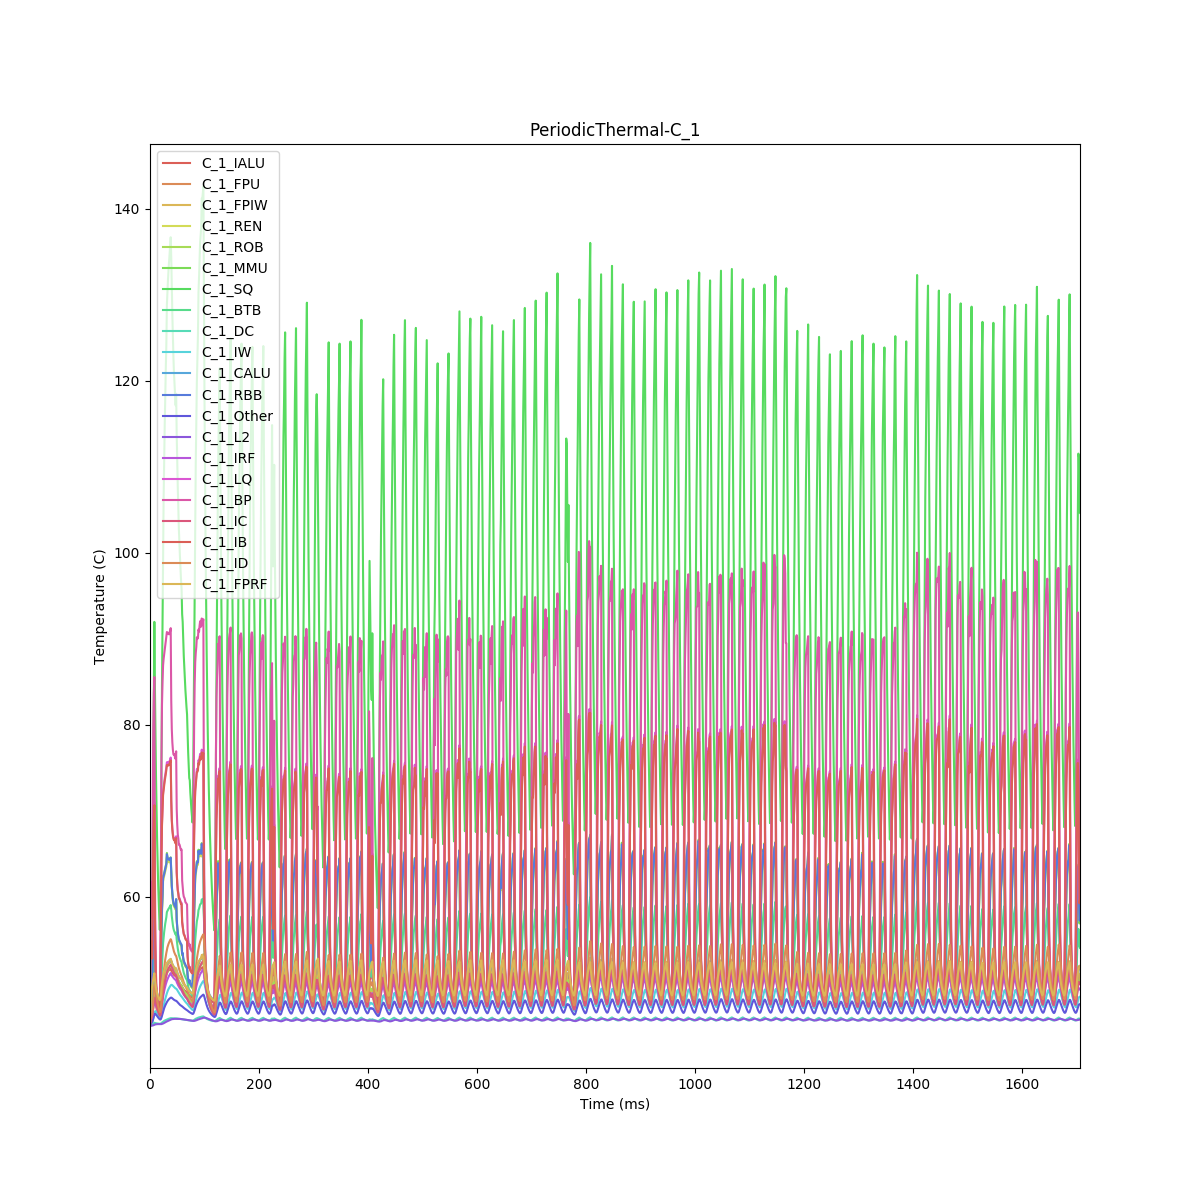 PeriodicThermal-C_1
C_1_IALU
C_1_FPU
C_1_FPIW
C_1_REN
C_1_ROB
C_1_MMU
C_1_SQ
C_1_BTB
C_1_DC
C_1_IW
C_1_CALU
C_1_RBB
C_1_Other
C_1_L2
C_1_IRF
C_1_LQ
C_1_BP
C_1_IC
C_1_IB
C_1_ID
C_1_FPRF
140
120
100
80
60
Temperature (C)
0 200 400 600 800 1000 1200 1400 1600
Time (ms)